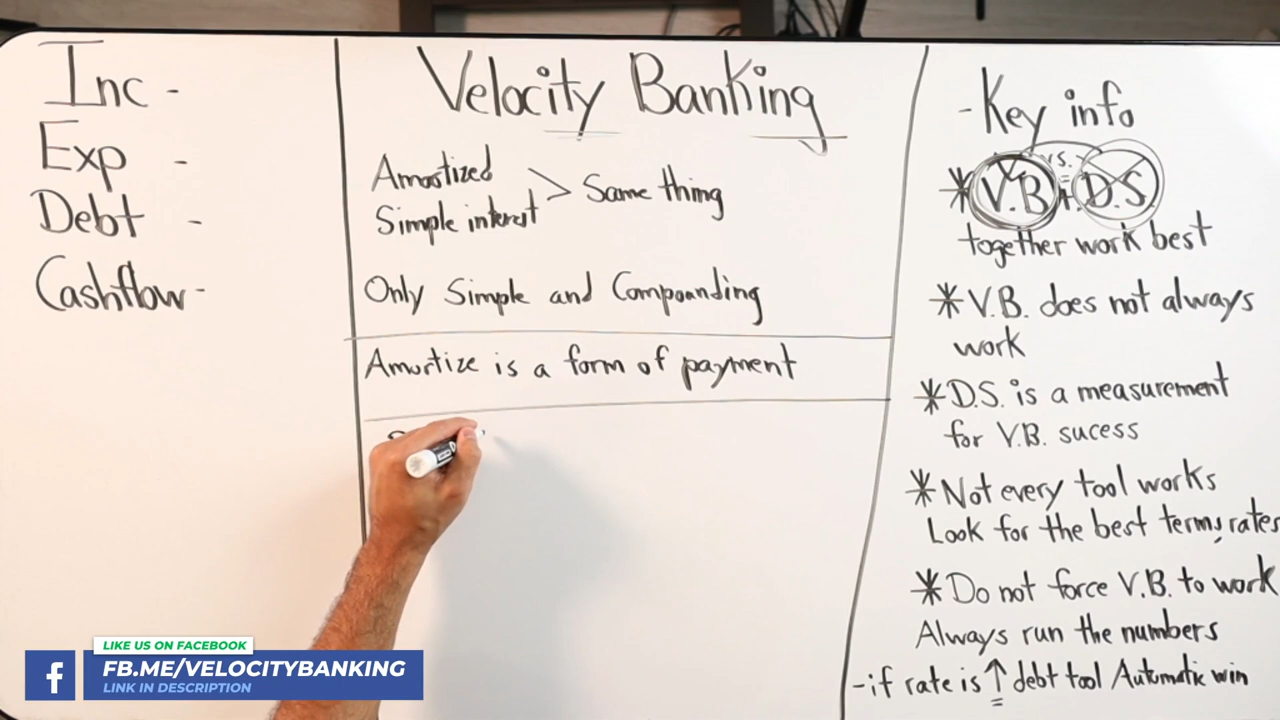 Inc -
Exp -
Debt -
Cashflow -
Velocity Banking
Amortized
Simple interest > Same thing
Only Simple and Compounding
Amortize is a form of payment
- Key info
vs.
* V.B + D.S.
together work best
* V.B. does not always
work
* D.S. is a measurement
for V.B. sucess
* Not every tool works
Look for the best terms, rates
* Do not force V.B. to work
Always run the numbers
- if rate is ↑ debt tool Automatic win
LIKE US ON FACEBOOK
f
FB.ME/VELOCITYBANKING
LINK IN DESCRIPTION